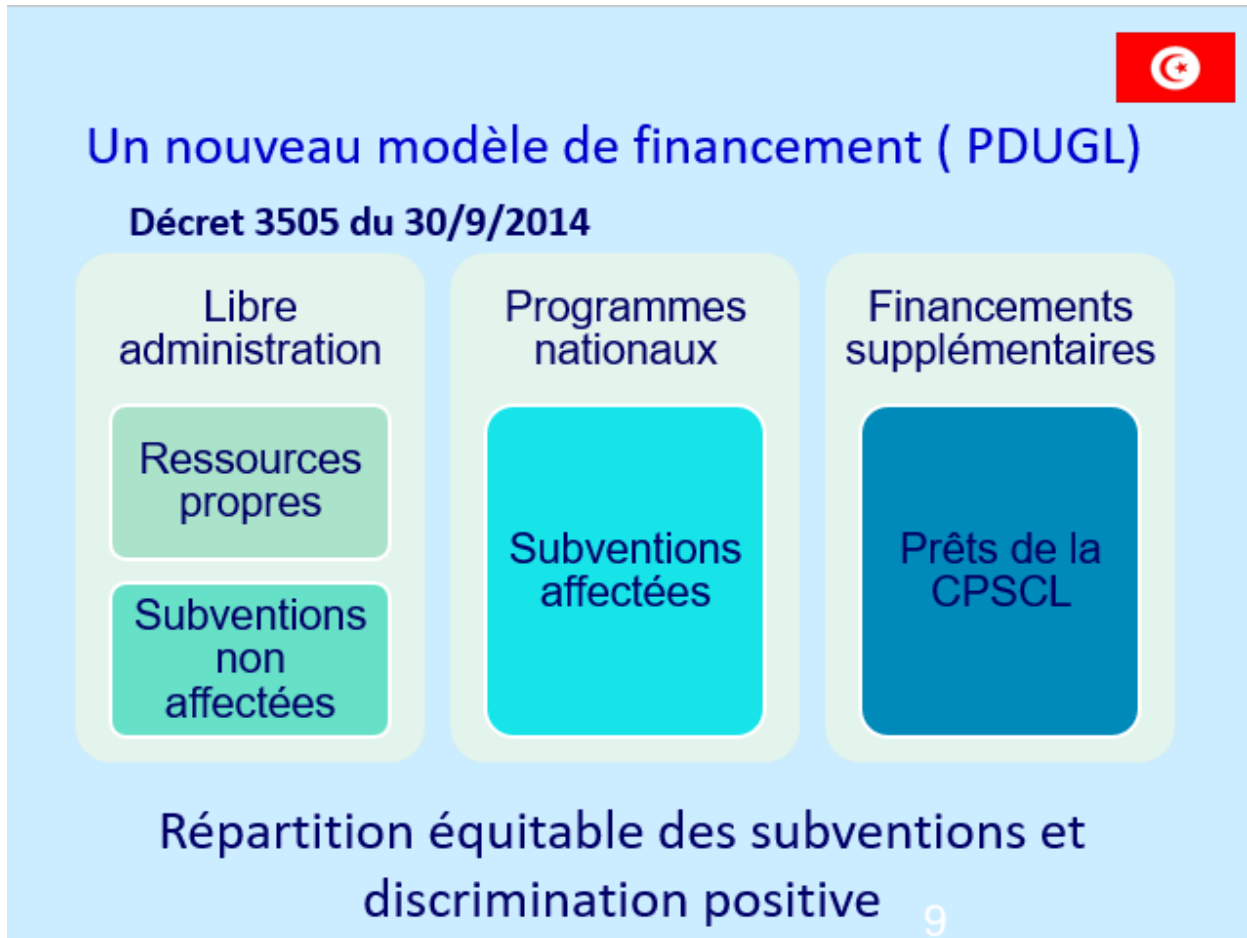 Un nouveau modèle de financement ( PDUGL)
Décret 3505 du 30/9/2014
Libre
administration
Ressources
propres
Subventions
non
affectées
Programmes
nationaux
Subventions
affectées
Financements
supplémentaires
Prêts de la
CPSCL
Répartition équitable des subventions et
discrimination positive
9